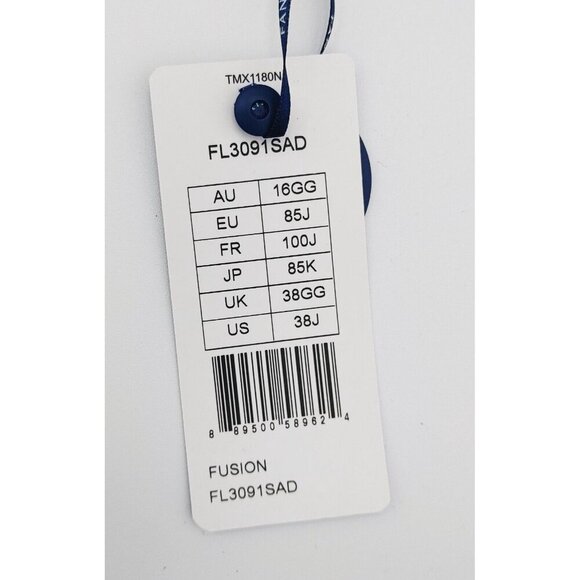 FAN
TMX1180N
FL3091SAD
AU 16GG
EU 85J
FR 100J
JP 85K
UK 38GG
US 38J
8 89500 58962 4
FUSION
FL3091SAD